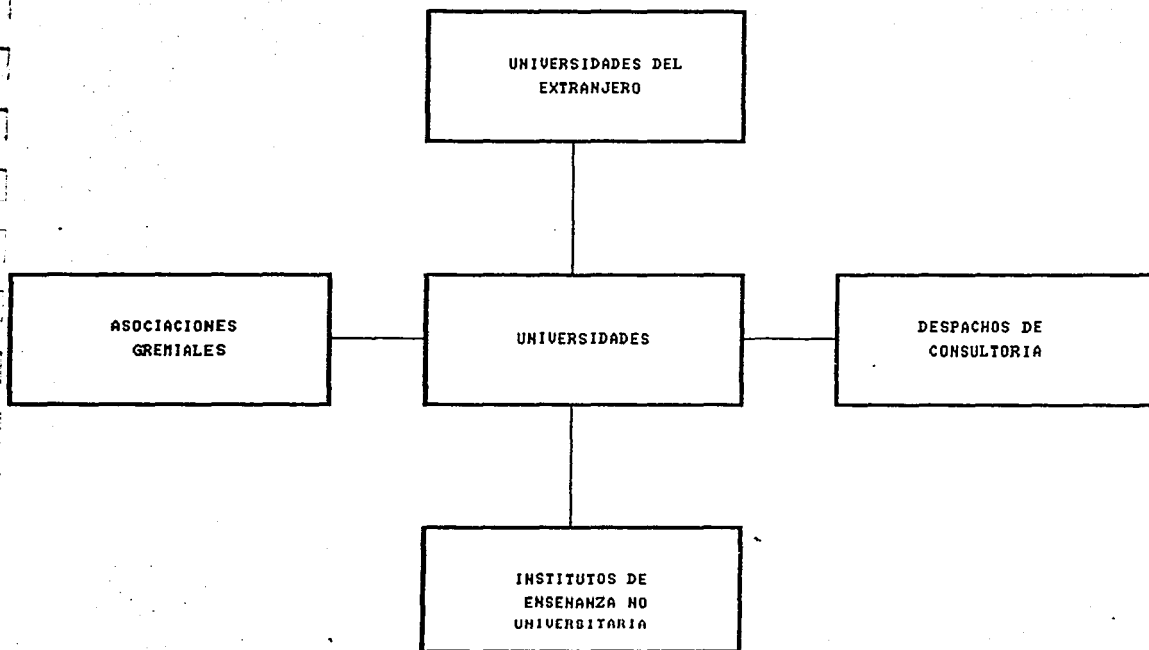 UNIVERSIDADES DEL
EXTRANJERO
ASOCIACIONES
GREMIALES
UNIVERSIDADES
DESPACHOS DE
CONSULTORIA
INSTITUTOS DE
ENSENANZA NO
UNIVERSITARIA